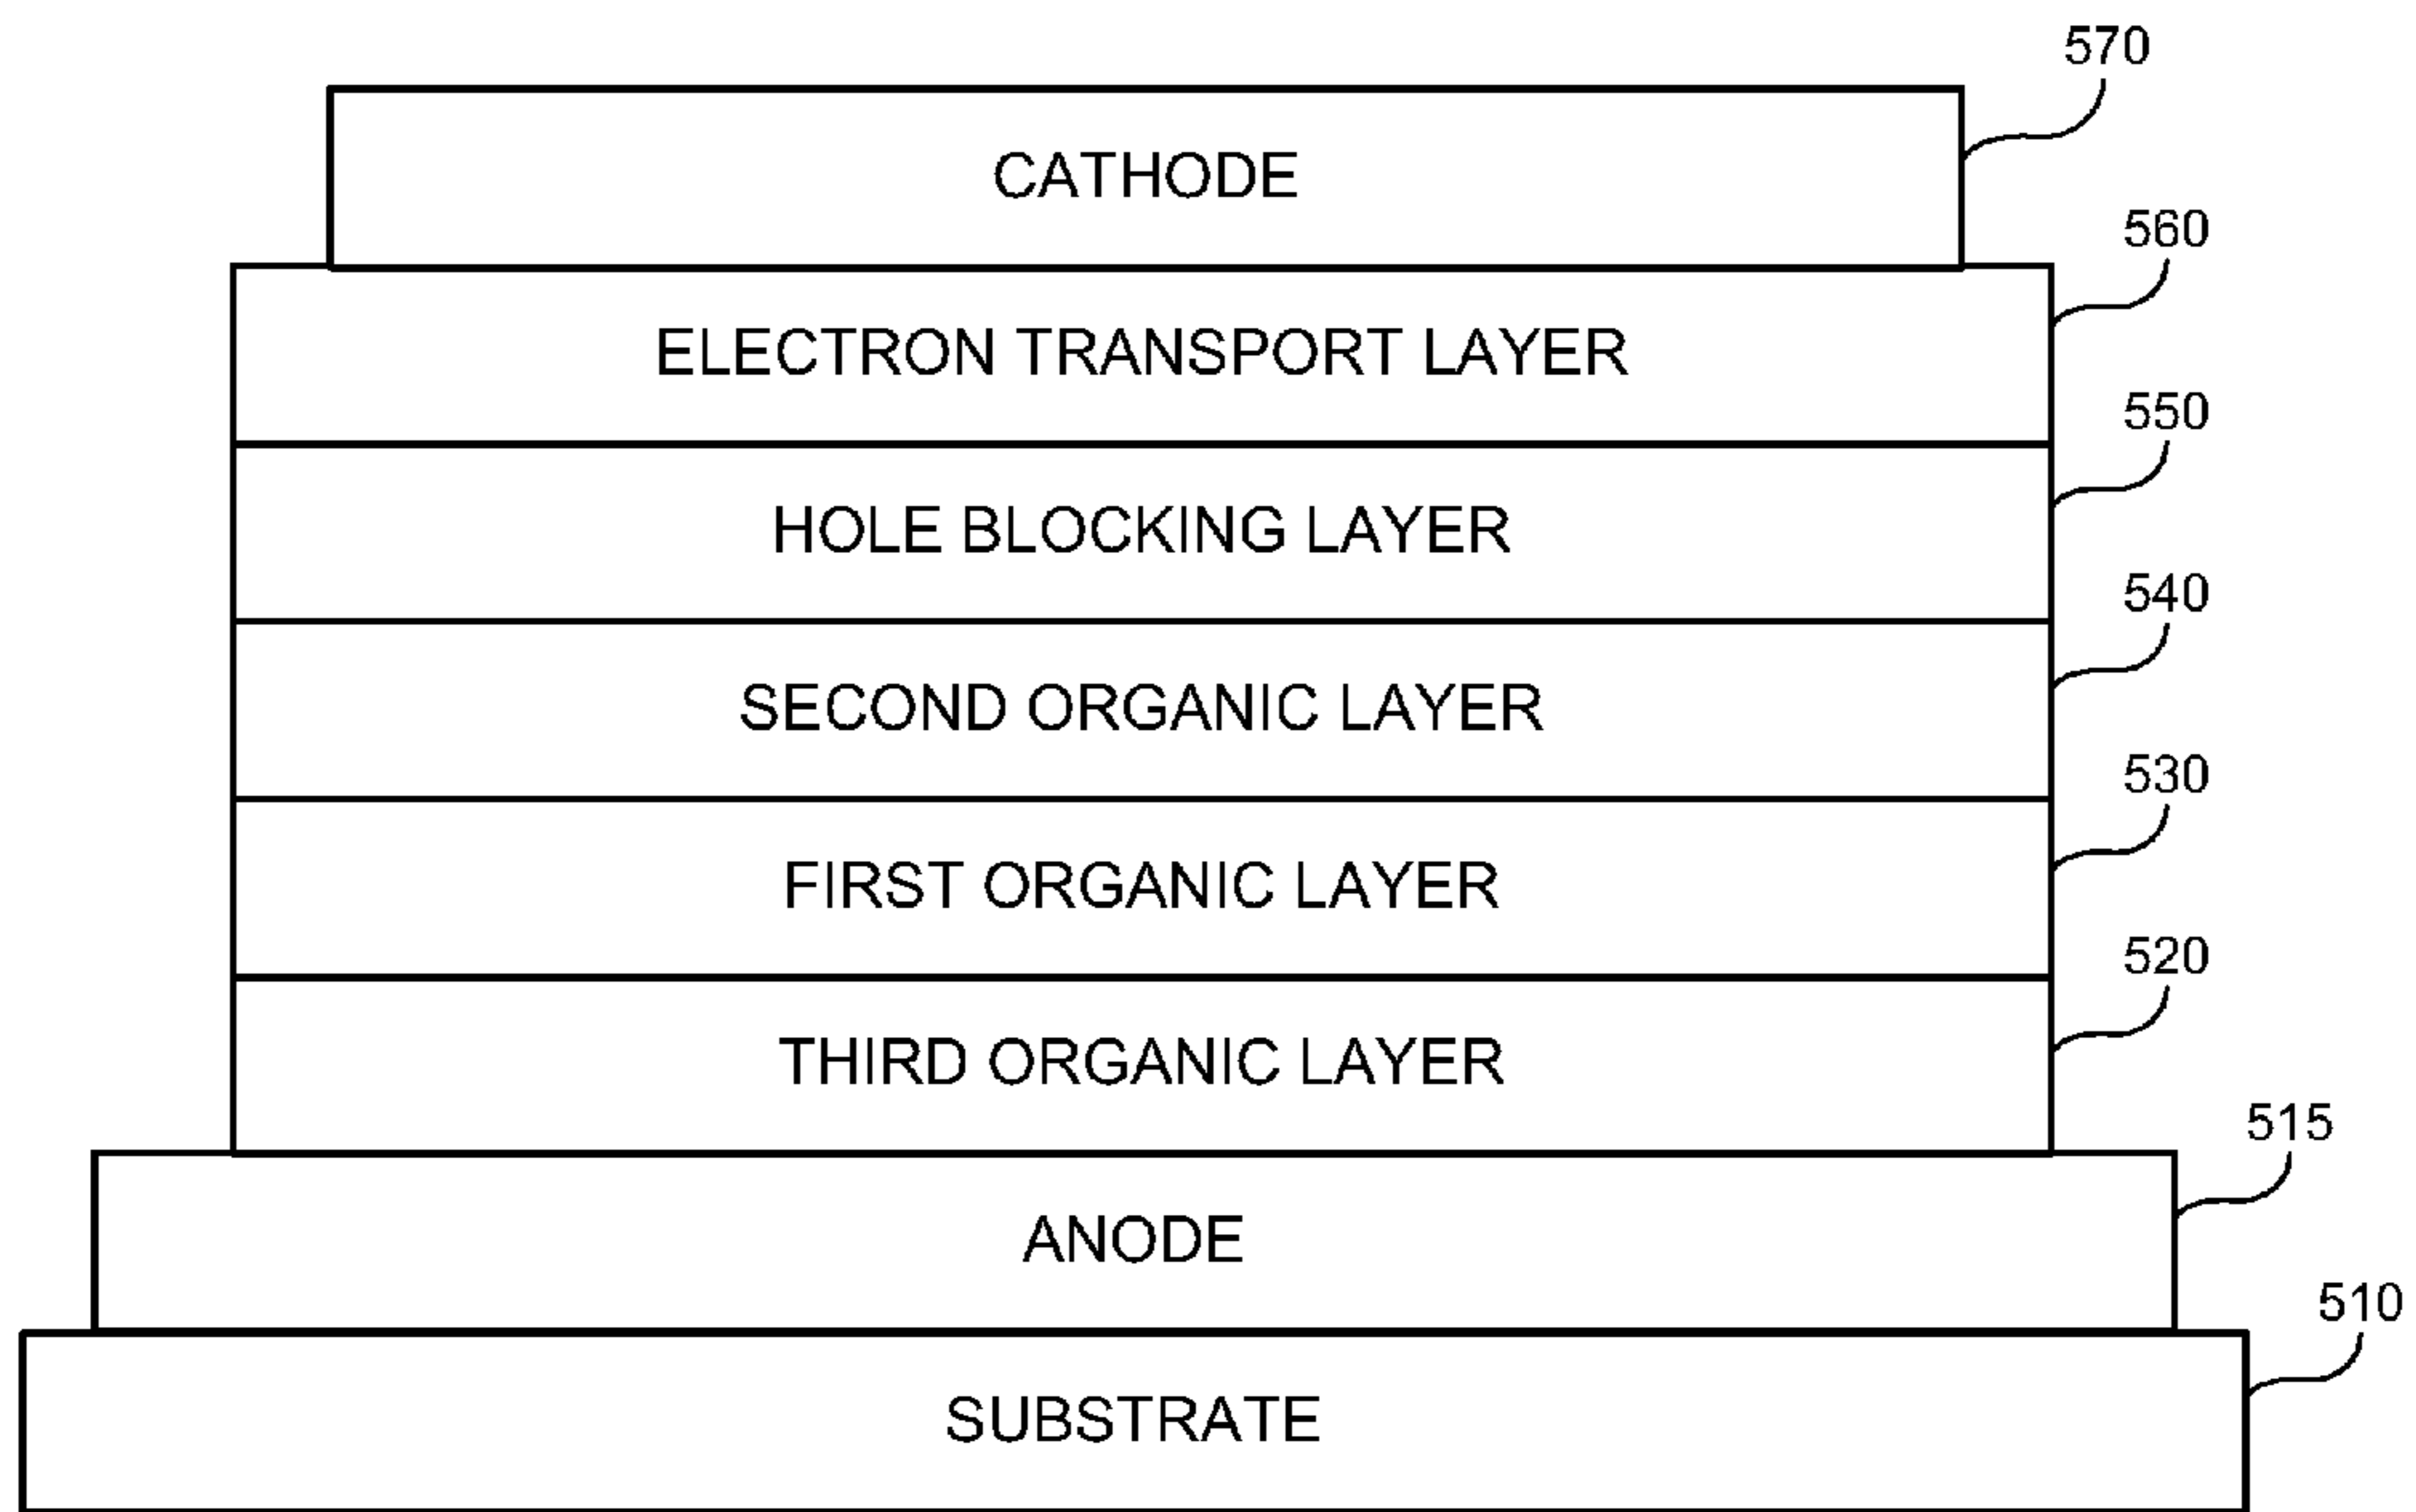 570
CATHODE
560
ELECTRON TRANSPORT LAYER
550
HOLE BLOCKING LAYER
540
SECOND ORGANIC LAYER
530
FIRST ORGANIC LAYER
520
THIRD ORGANIC LAYER
515
ANODE
510
SUBSTRATE